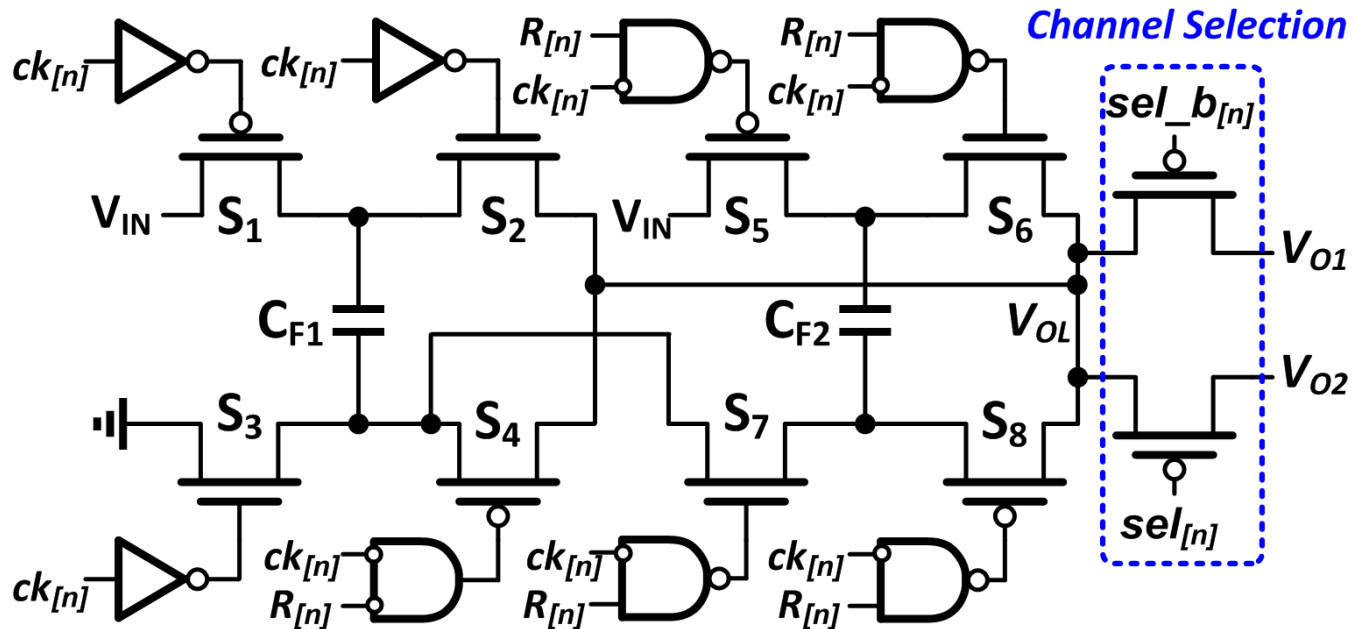 Channel Selection
ck[n]
ck[n]
R[n]
ck[n]
R[n]
ck[n]
sel_b[n]
VIN
S1
S2
VIN
S5
S6
VO1
CF1
CF2
VOL
VO2
S3
S4
S7
S8
sel[n]
ck[n]
ck[n]
R[n]
ck[n]
R[n]
ck[n]
R[n]